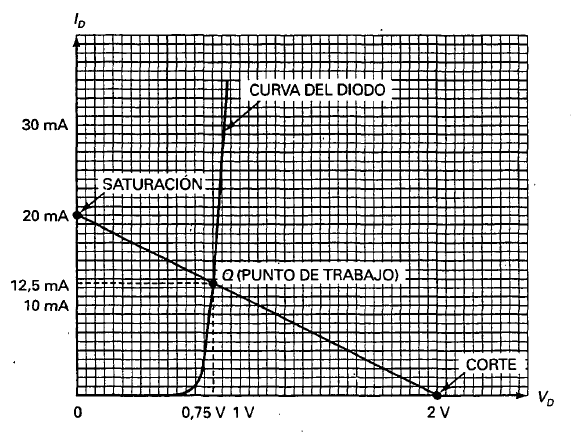 I_D
CURVA DEL DIODO
30 mA
SATURACIÓN
20 mA
Q (PUNTO DE TRABAJO)
12,5 mA
10 mA
CORTE
0
0,75 V
1 V
2 V
V_D